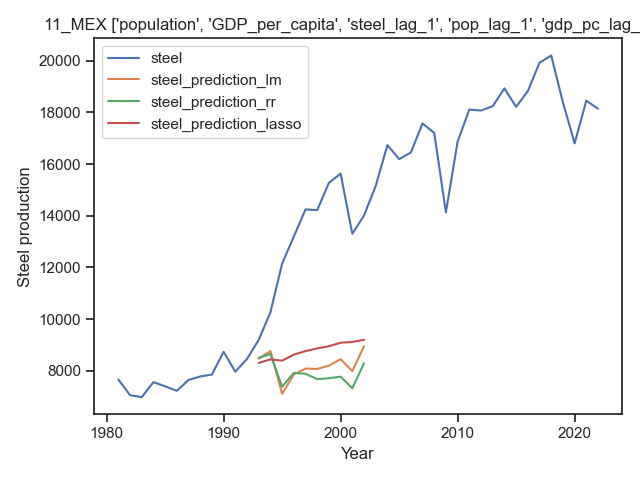 11_MEX ['population', 'GDP_per_capita', 'steel_lag_1', 'pop_lag_1', 'gdp_pc_lag_
steel
steel_prediction_lm
steel_prediction_rr
steel_prediction_lasso
Steel production
20000
18000
16000
14000
12000
10000
8000
1980 1990 2000 2010 2020
Year